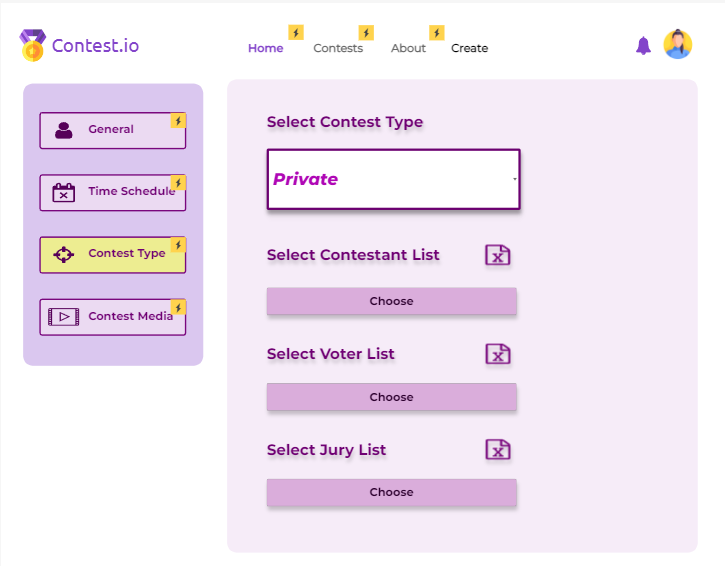 Contest.io
Home
Contests
About
Create
General
Time Schedule
Contest Type
Contest Media
Select Contest Type
Private
Select Contestant List
Choose
Select Voter List
Choose
Select Jury List
Choose